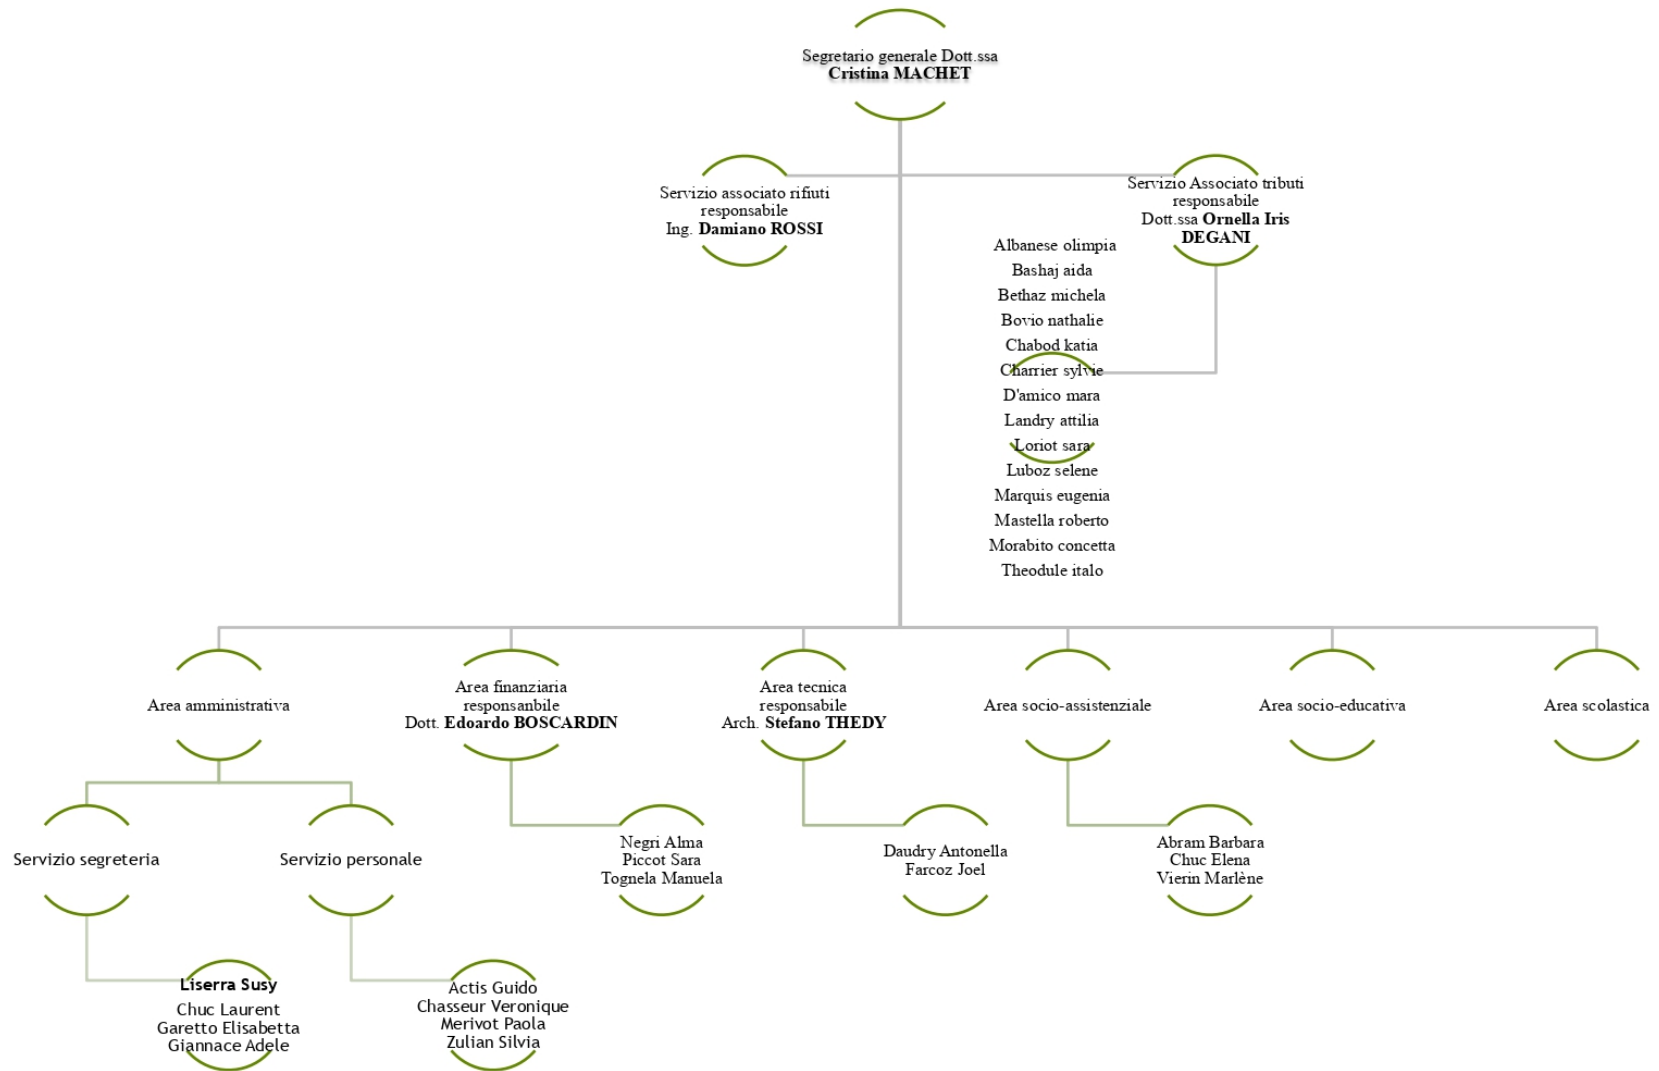 Segretario generale Dott.ssa
Cristina MACHET
Servizio associato rifiuti
responsabile
Ing. Damiano ROSSI
Servizio Associato tributi
responsabile
Dott.ssa Ornella Iris
DEGANI
Albanese olimpia
Bashaj aida
Bethaz michela
Bovio nathalie
Chabod katia
Charrier sylvie
D'amico mara
Landry attilia
Loriot sara
Luboz selene
Marquis eugenia
Mastella roberto
Morabito concetta
Theodule italo
Area amministrativa
Area finanziaria
responsanbile
Dott. Edoardo BOSCARDIN
Area tecnica
responsabile
Arch. Stefano THEDY
Area socio-assistenziale
Area socio-educativa
Area scolastica
Servizio segreteria
Servizio personale
Negri Alma
Piccot Sara
Tognela Manuela
Daudry Antonella
Farcoz Joel
Abram Barbara
Chuc Elena
Vierin Marlène
Liserra Susy
Chuc Laurent
Garetto Elisabetta
Giannace Adele
Actis Guido
Chasseur Veronique
Merivot Paola
Zulian Silvia